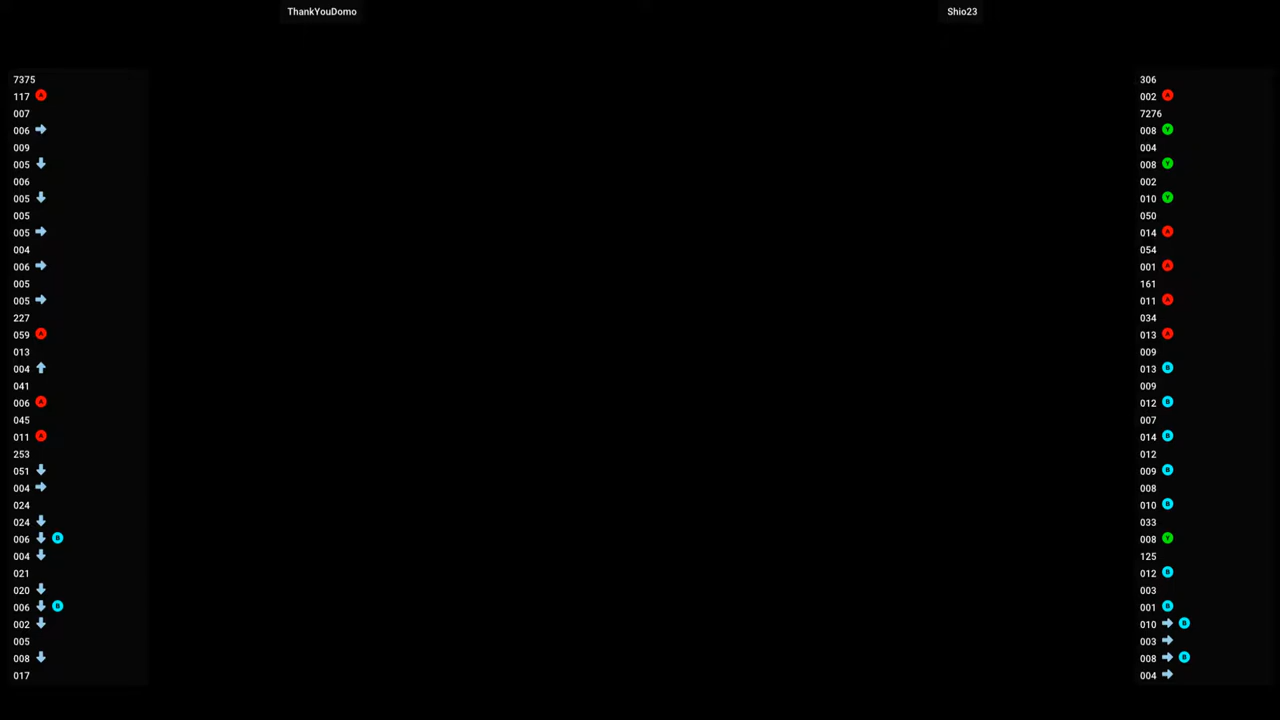 ThankYouDomo
Shio23
7375
117 A
007
006
009
005
006
005
005
005
004
006
005
005
227
059 A
013
004
041
006 A
045
011 A
253
051
004
024
024
006 B
004
021
020
006 B
002
005
008
017
306
002 A
7276
008 Y
004
008 Y
002
010 Y
050
014 A
054
001 A
161
011 A
034
013 A
009
013 B
009
012 B
007
014 B
012
009 B
008
010 B
033
008 Y
125
012 B
003
001 B
010 B
003
008 B
004